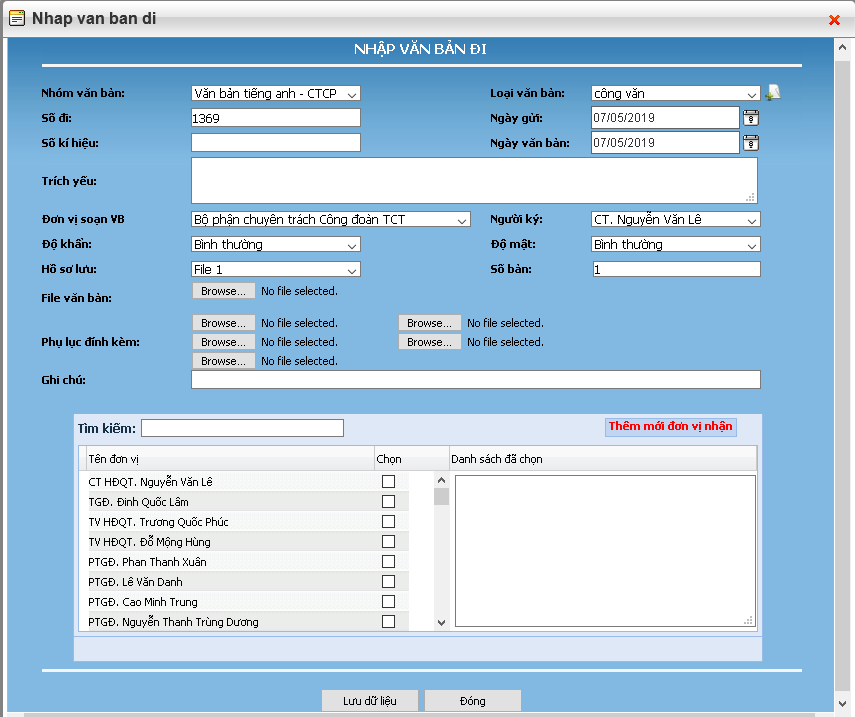 Nhap van ban di
NHẬP VĂN BẢN ĐI
Nhóm văn bản: Văn bản tiếng anh - CTCP Loại văn bản: công văn
Số đi: 1369 Ngày gửi: 07/05/2019
Số kí hiệu: Ngày văn bản: 07/05/2019
Trích yếu:
Đơn vị soạn VB Bộ phận chuyên trách Công đoàn TCT Người ký: CT. Nguyễn Văn Lê
Độ khẩn: Bình thường Độ mật: Bình thường
Hồ sơ lưu: File 1 Số bản: 1
File văn bản: Browse... No file selected.
Browse... No file selected. Browse... No file selected.
Phụ lục đính kèm: Browse... No file selected. Browse... No file selected.
Browse... No file selected.
Ghi chú:
Tìm kiếm: Thêm mới đơn vị nhận
Tên đơn vị Chọn Danh sách đã chọn
CT HĐQT. Nguyễn Văn Lê
TGĐ. Đinh Quốc Lâm
TV HĐQT. Trương Quốc Phúc
TV HĐQT. Đỗ Mộng Hùng
PTGĐ. Phan Thanh Xuân
PTGĐ. Lê Văn Danh
PTGĐ. Cao Minh Trung
PTGĐ. Nguyễn Thanh Trùng Dương
Lưu dữ liệu Đóng